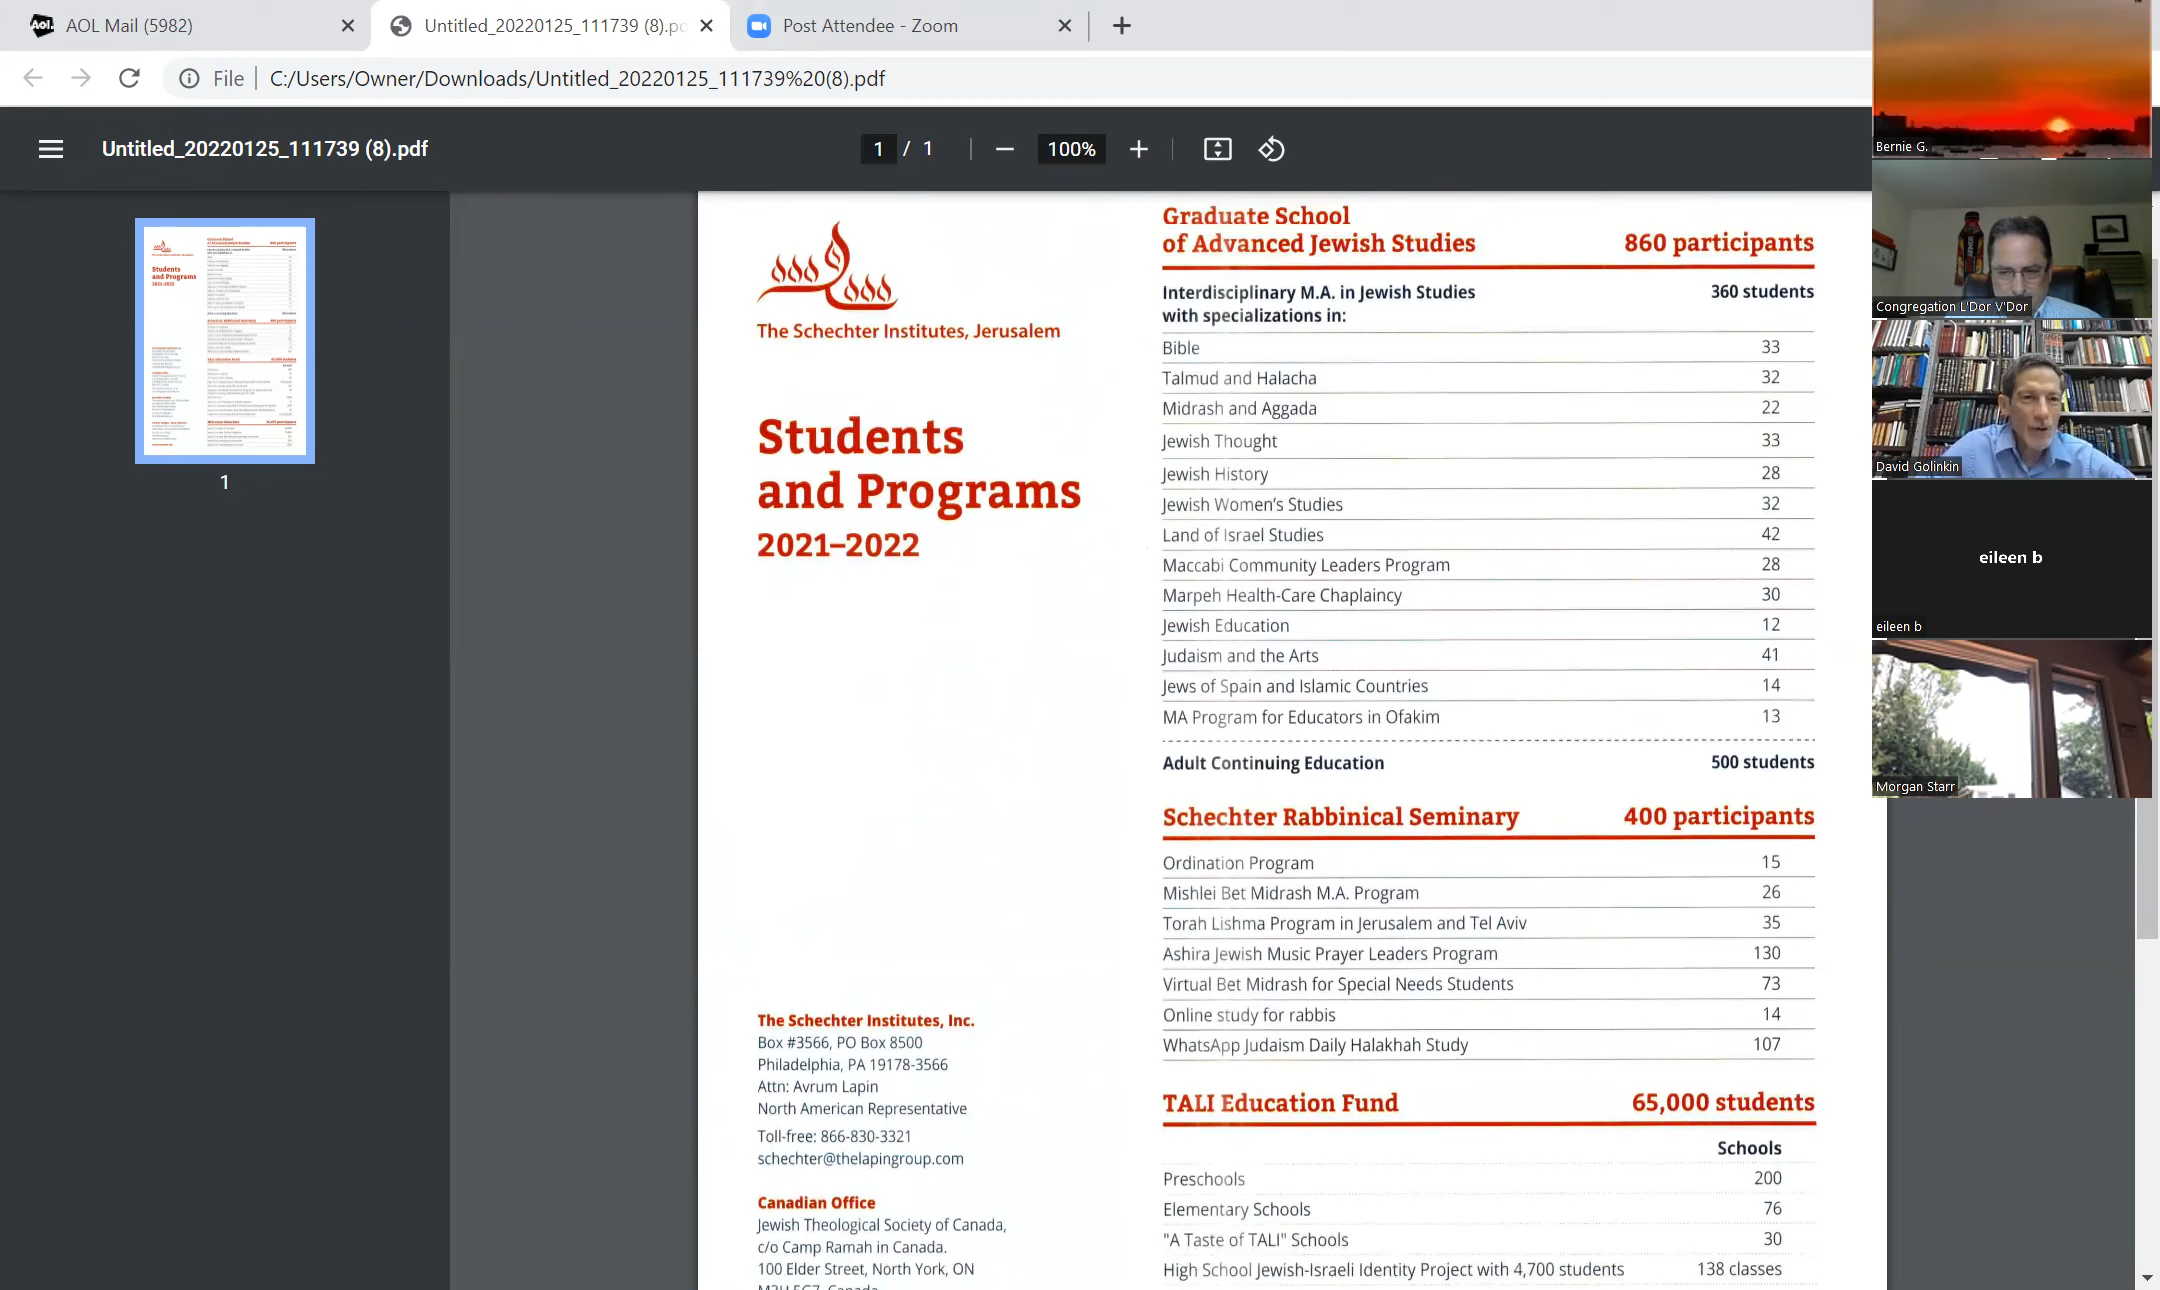 AOL Mail (5982)
Untitled_20220125_111739 (8).pd
Post Attendee - Zoom
File
C:/Users/Owner/Downloads/Untitled_20220125_111739%20(8).pdf
Untitled_20220125_111739 (8).pdf
1 / 1
100%
1
The Schechter Institutes, Jerusalem
Students
and Programs
2021–2022
The Schechter Institutes, Inc.
Box #3566, PO Box 8500
Philadelphia, PA 19178-3566
Attn: Avrum Lapin
North American Representative
Toll-free: 866-830-3321
schechter@thelapingroup.com
Canadian Office
Jewish Theological Society of Canada,
c/o Camp Ramah in Canada.
100 Elder Street, North York, ON
Graduate School
of Advanced Jewish Studies 860 participants
Interdisciplinary M.A. in Jewish Studies 360 students
with specializations in:
Bible 33
Talmud and Halacha 32
Midrash and Aggada 22
Jewish Thought 33
Jewish History 28
Jewish Women's Studies 32
Land of Israel Studies 42
Maccabi Community Leaders Program 28
Marpeh Health-Care Chaplaincy 30
Jewish Education 12
Judaism and the Arts 41
Jews of Spain and Islamic Countries 14
MA Program for Educators in Ofakim 13
Adult Continuing Education 500 students
Schechter Rabbinical Seminary 400 participants
Ordination Program 15
Mishlei Bet Midrash M.A. Program 26
Torah Lishma Program in Jerusalem and Tel Aviv 35
Ashira Jewish Music Prayer Leaders Program 130
Virtual Bet Midrash for Special Needs Students 73
Online study for rabbis 14
WhatsApp Judaism Daily Halakhah Study 107
TALI Education Fund 65,000 students
Schools
Preschools 200
Elementary Schools 76
"A Taste of TALI" Schools 30
High School Jewish-Israeli Identity Project with 4,700 students 138 classes
Bernie G.
Congregation L'Dor V'Dor
David Golinkin
eileen b
eileen b
Morgan Starr